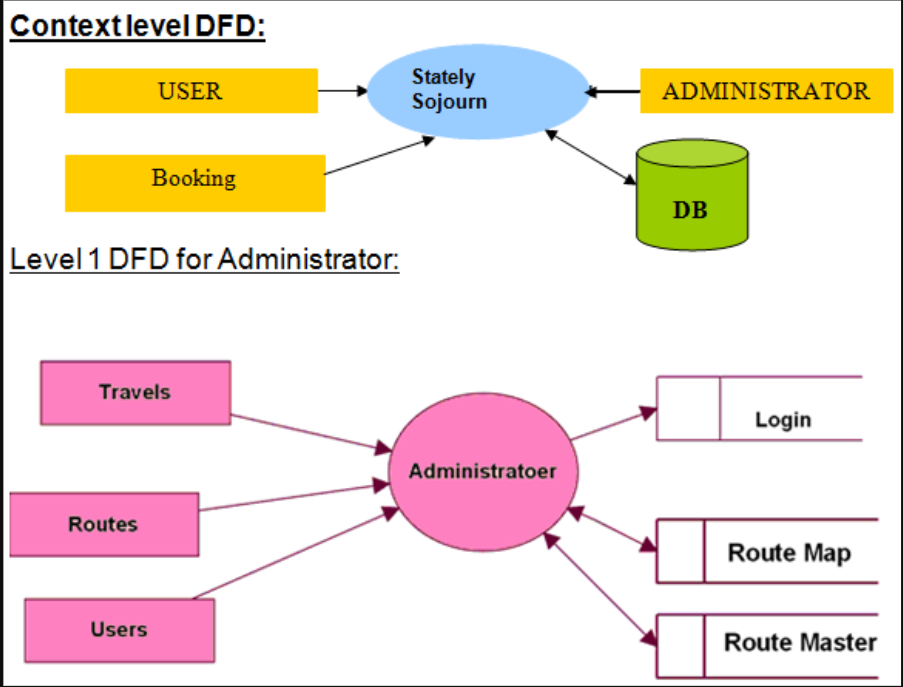 Context level DFD:
USER
Stately
Sojourn
ADMINISTRATOR
Booking
DB
Level 1 DFD for Administrator:
Travels
Login
Administratoer
Routes
Route Map
Users
Route Master